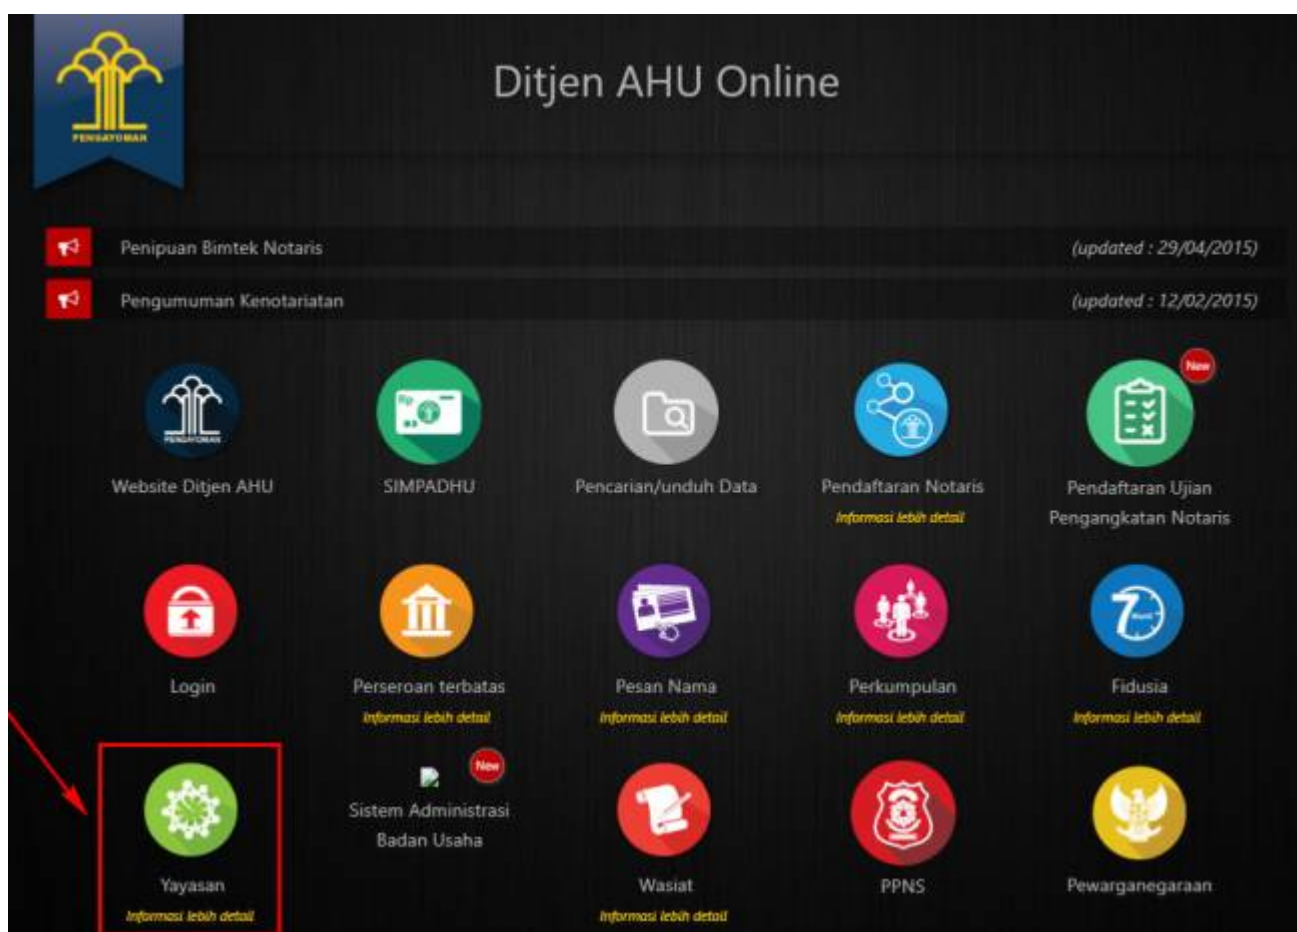 PENGAYOMAN
Ditjen AHU Online
Penipuan Bimtek Notaris
(updated : 29/04/2015)
Pengumuman Kenotariatan
(updated : 12/02/2015)
New
PENGAYOMAN
Rp
Website Ditjen AHU
SIMPADHU
Pencarian/unduh Data
Pendaftaran Notaris
Informasi lebih detail
Pendaftaran Ujian
Pengangkatan Notaris
7
Login
Perseroan terbatas
Informasi lebih detail
Pesan Nama
Informasi lebih detail
Perkumpulan
Informasi lebih detail
Fidusia
Informasi lebih detail
New
Yayasan
Informasi lebih detail
Sistem Administrasi
Badan Usaha
Wasiat
Informasi lebih detail
PPNS
Pewarganegaraan